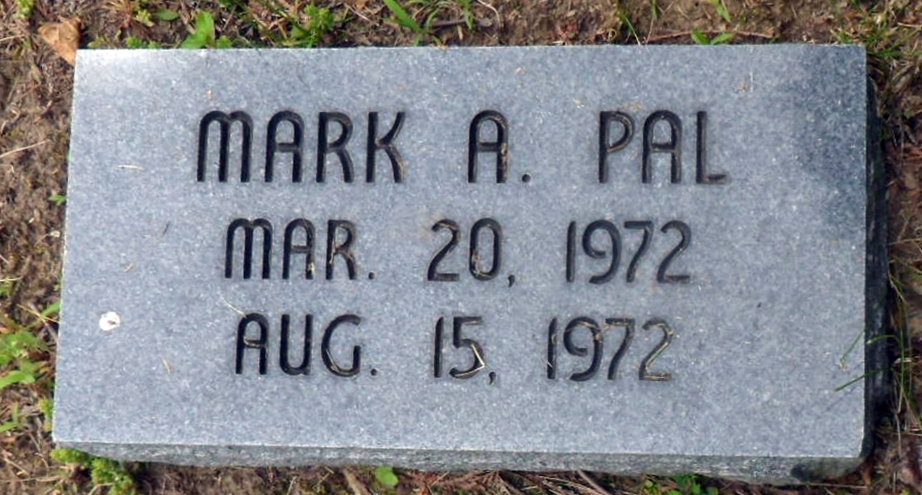 MARK A. PAL
MAR. 20, 1972
AUG. 15, 1972